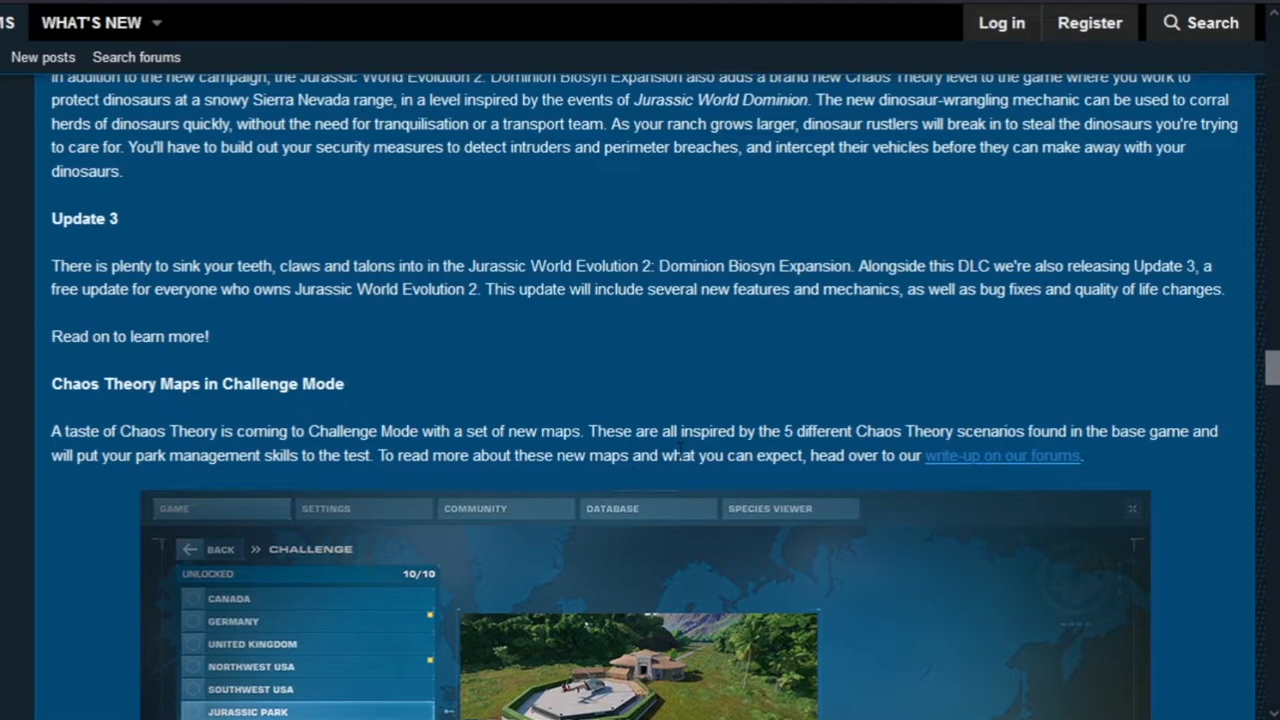 MS
WHAT'S NEW
Log in
Register
Search
New posts
Search forums
In addition to the new campaign, the Jurassic World Evolution 2: Dominion Biosyn Expansion also adds a brand new Chaos Theory level to the game where you work to
protect dinosaurs at a snowy Sierra Nevada range, in a level inspired by the events of Jurassic World Dominion. The new dinosaur-wrangling mechanic can be used to corral
herds of dinosaurs quickly, without the need for tranquilisation or a transport team. As your ranch grows larger, dinosaur rustlers will break in to steal the dinosaurs you're trying
to care for. You'll have to build out your security measures to detect intruders and perimeter breaches, and intercept their vehicles before they can make away with your
dinosaurs.
Update 3
There is plenty to sink your teeth, claws and talons into in the Jurassic World Evolution 2: Dominion Biosyn Expansion. Alongside this DLC we're also releasing Update 3, a
free update for everyone who owns Jurassic World Evolution 2. This update will include several new features and mechanics, as well as bug fixes and quality of life changes.
Read on to learn more!
Chaos Theory Maps in Challenge Mode
A taste of Chaos Theory is coming to Challenge Mode with a set of new maps. These are all inspired by the 5 different Chaos Theory scenarios found in the base game and
will put your park management skills to the test. To read more about these new maps and what you can expect, head over to our write-up on our forums.
GAME
SETTINGS
COMMUNITY
DATABASE
SPECIES VIEWER
BACK
CHALLENGE
UNLOCKED 10/10
CANADA
GERMANY
UNITED KINGDOM
NORTHWEST USA
SOUTHWEST USA
JURASSIC PARK